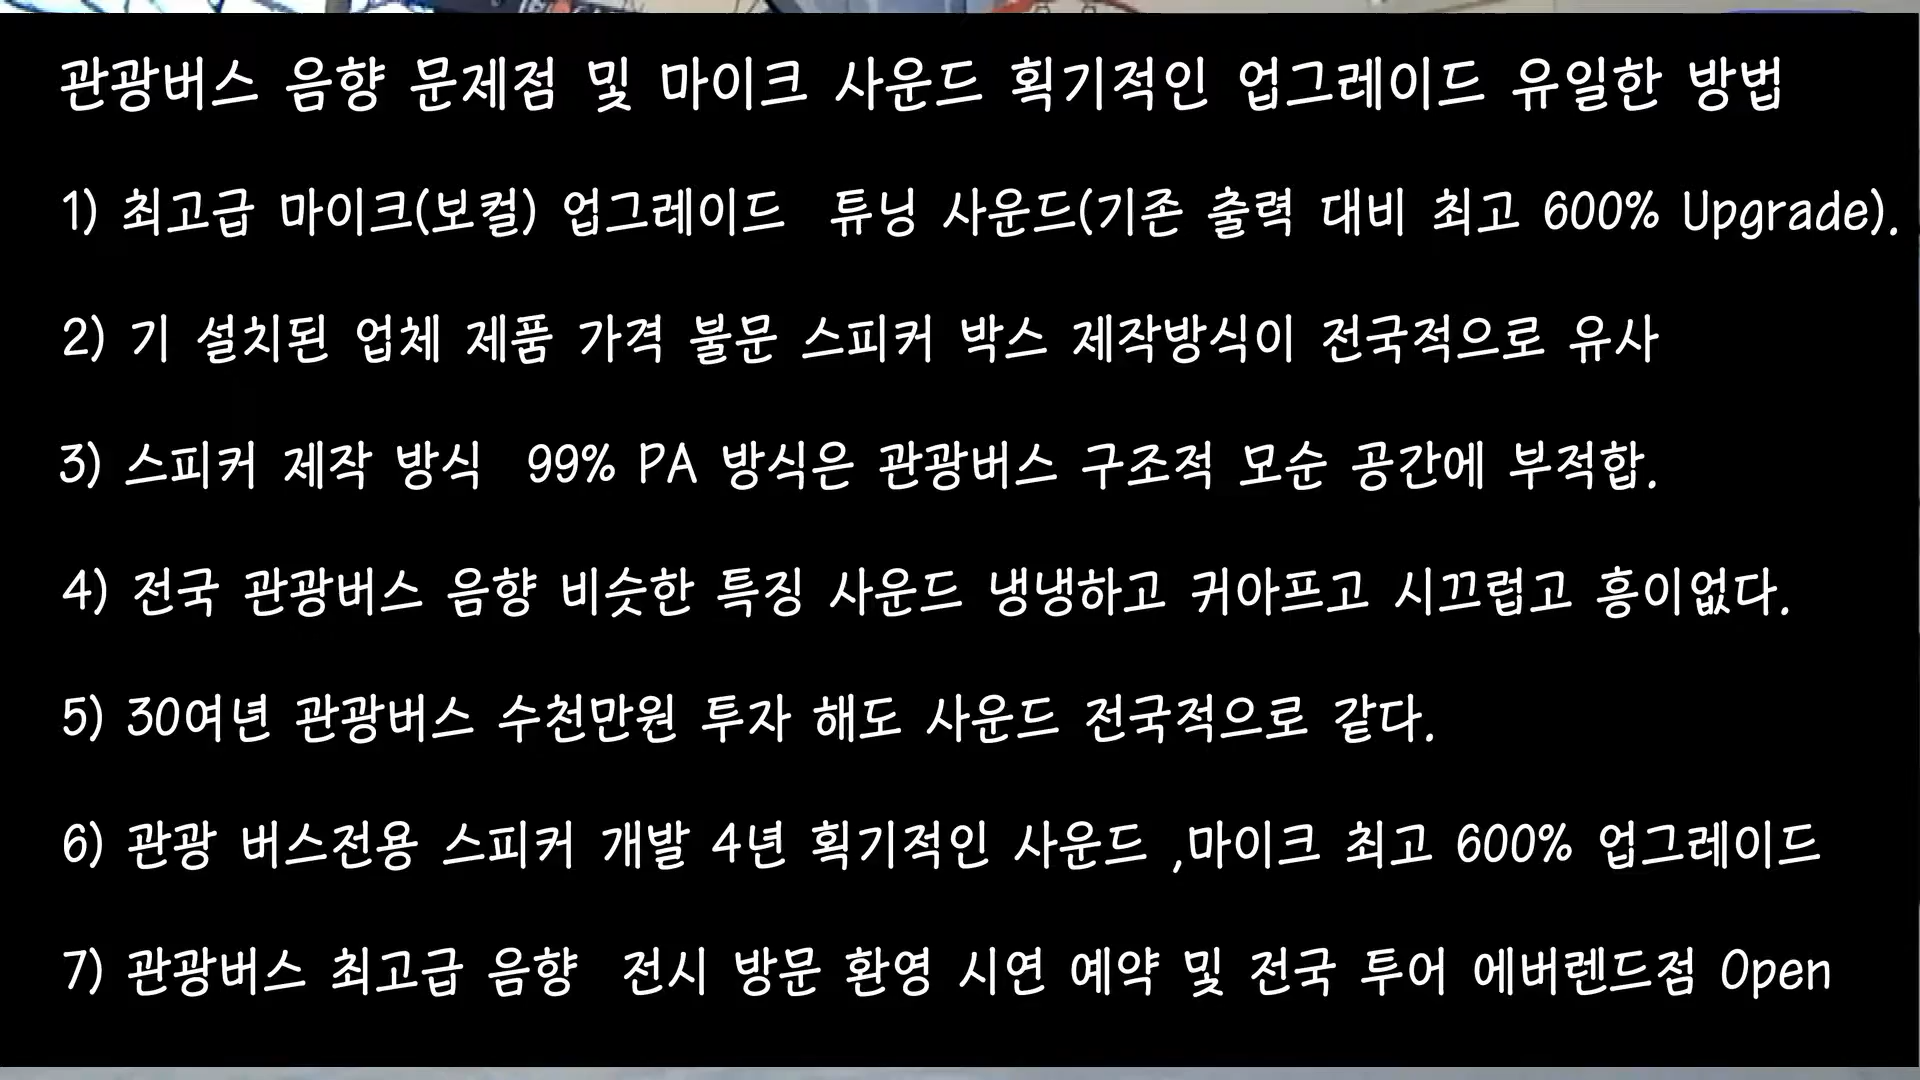 관광버스 음향 문제점 및 마이크 사운드 획기적인 업그레이드 유일한 방법
1) 최고급 마이크(보컬) 업그레이드 튜닝 사운드(기존 출력 대비 최고 600% Upgrade).
2) 기 설치된 업체 제품 가격 불문 스피커 박스 제작방식이 전국적으로 유사
3) 스피커 제작 방식 99% PA 방식은 관광버스 구조적 모순 공간에 부적합.
4) 전국 관광버스 음향 비슷한 특징 사운드 냉냉하고 귀아프고 시끄럽고 흥이없다.
5) 30여년 관광버스 수천만원 투자 해도 사운드 전국적으로 같다.
6) 관광 버스전용 스피커 개발 4년 획기적인 사운드 ,마이크 최고 600% 업그레이드
7) 관광버스 최고급 음향 전시 방문 환영 시연 예약 및 전국 투어 에버렌드점 Open